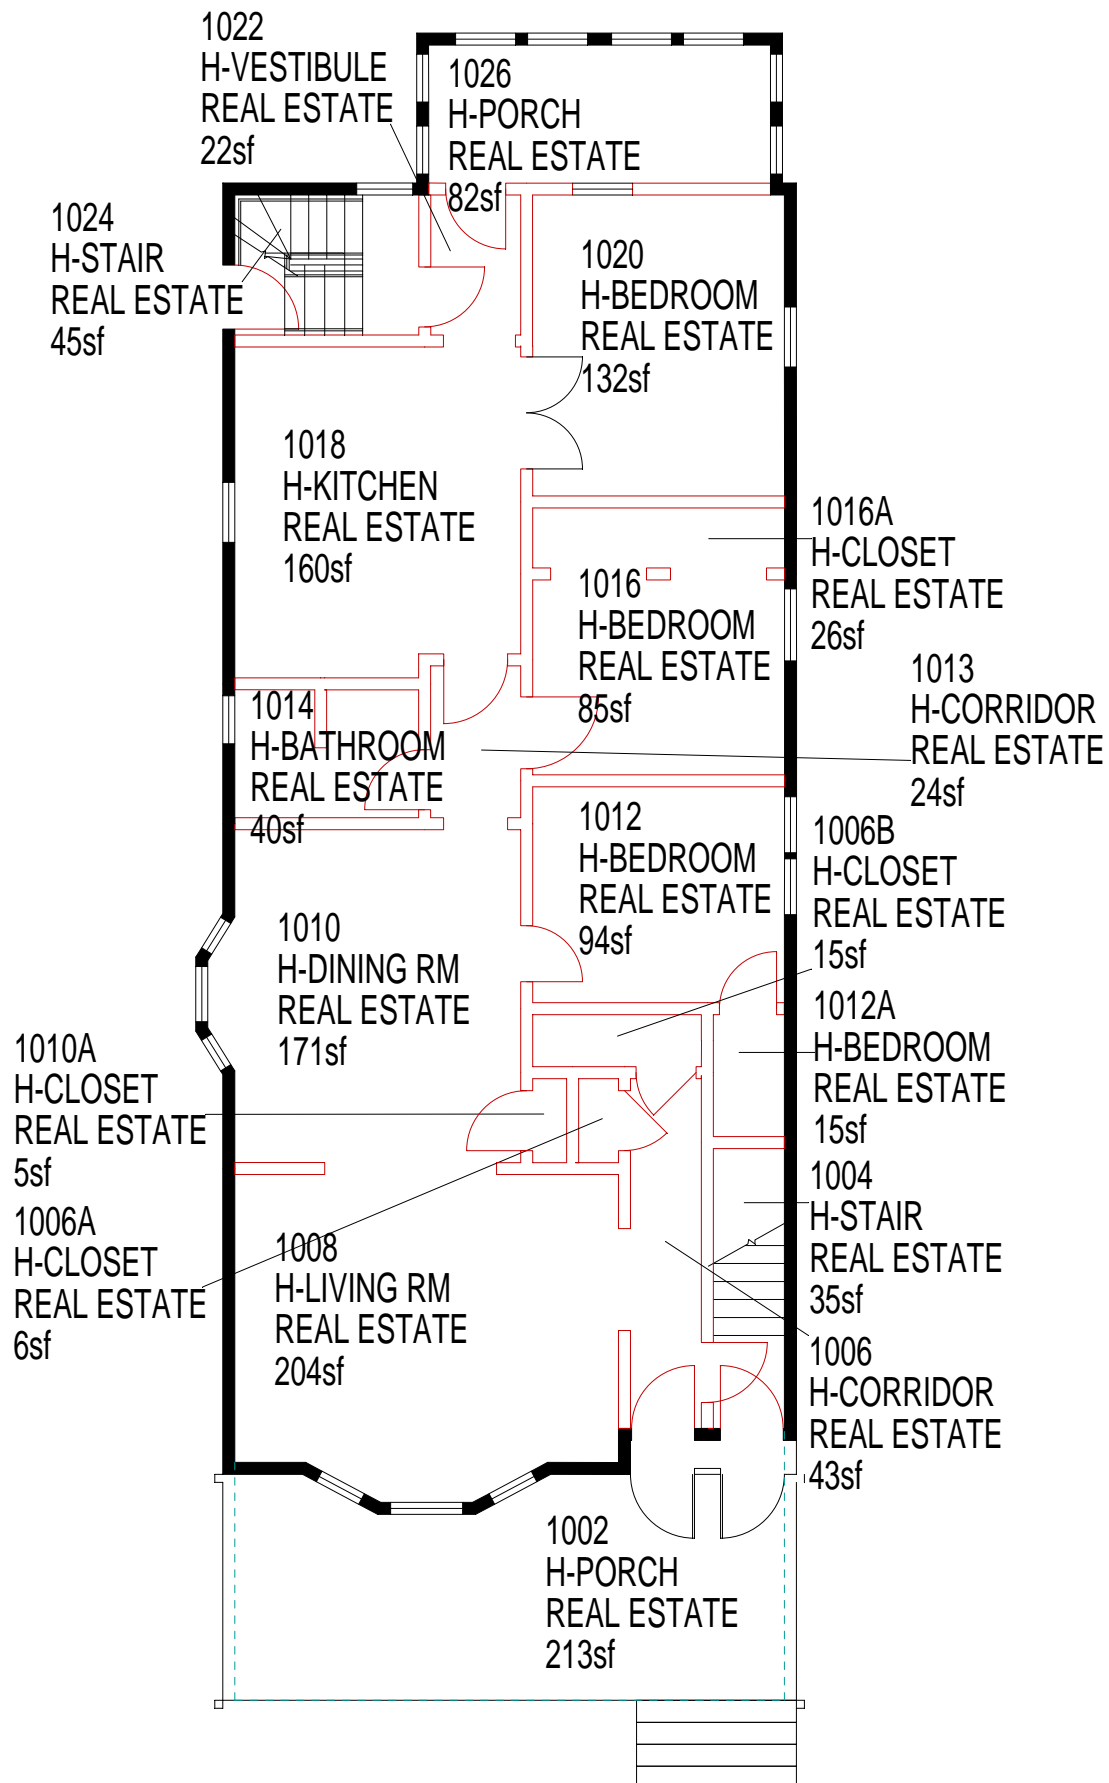 1022
H-VESTIBULE
REAL ESTATE
22sf
1026
H-PORCH
REAL ESTATE
82sf
1024
H-STAIR
REAL ESTATE
45sf
1020
H-BEDROOM
REAL ESTATE
132sf
1018
H-KITCHEN
REAL ESTATE
160sf
1016A
H-CLOSET
REAL ESTATE
26sf
1016
H-BEDROOM
REAL ESTATE
85sf
1013
H-CORRIDOR
REAL ESTATE
24sf
1014
H-BATHROOM
REAL ESTATE
40sf
1012
H-BEDROOM
REAL ESTATE
94sf
1006B
H-CLOSET
REAL ESTATE
15sf
1010
H-DINING RM
REAL ESTATE
171sf
1012A
H-BEDROOM
REAL ESTATE
15sf
1010A
H-CLOSET
REAL ESTATE
5sf
1004
H-STAIR
REAL ESTATE
35sf
1006A
H-CLOSET
REAL ESTATE
6sf
1008
H-LIVING RM
REAL ESTATE
204sf
1006
H-CORRIDOR
REAL ESTATE
43sf
1002
H-PORCH
REAL ESTATE
213sf